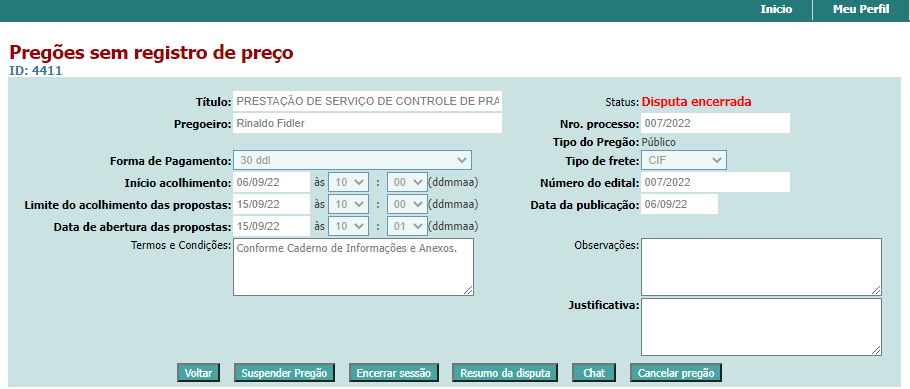 Inicio Meu Perfil
Pregões sem registro de preço
ID: 4411
Título: PRESTAÇÃO DE SERVIÇO DE CONTROLE DE PRA Status: Disputa encerrada
Pregoeiro: Rinaldo Fidler Nro. processo: 007/2022
Tipo do Pregão: Público
Forma de Pagamento: 30 ddl Tipo de frete: CIF
Início acolhimento: 06/09/22 às 10 : 00 (ddmmaa) Número do edital: 007/2022
Limite do acolhimento das propostas: 15/09/22 às 10 : 00 (ddmmaa) Data da publicação: 06/09/22
Data de abertura das propostas: 15/09/22 às 10 : 01 (ddmmaa)
Termos e Condições: Conforme Caderno de Informações e Anexos. Observações:
Justificativa:
Voltar Suspender Pregão Encerrar sessão Resumo da disputa Chat Cancelar pregão